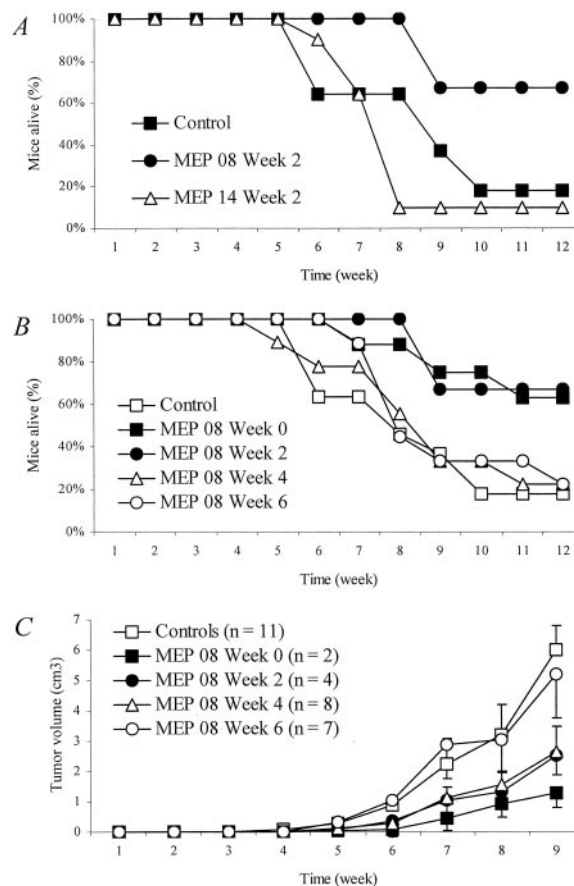 A
Mice alive (%)
100%
80%
60%
40%
20%
0%
Control
MEP 08 Week 2
MEP 14 Week 2
1 2 3 4 5 6 7 8 9 10 11 12
Time (week)
B
Mice alive (%)
100%
80%
60%
40%
20%
0%
Control
MEP 08 Week 0
MEP 08 Week 2
MEP 08 Week 4
MEP 08 Week 6
1 2 3 4 5 6 7 8 9 10 11 12
Time (week)
C
Tumor volume (cm3)
7
6
5
4
3
2
1
0
Controls (n = 11)
MEP 08 Week 0 (n = 2)
MEP 08 Week 2 (n = 4)
MEP 08 Week 4 (n = 8)
MEP 08 Week 6 (n = 7)
1 2 3 4 5 6 7 8 9
Time (week)